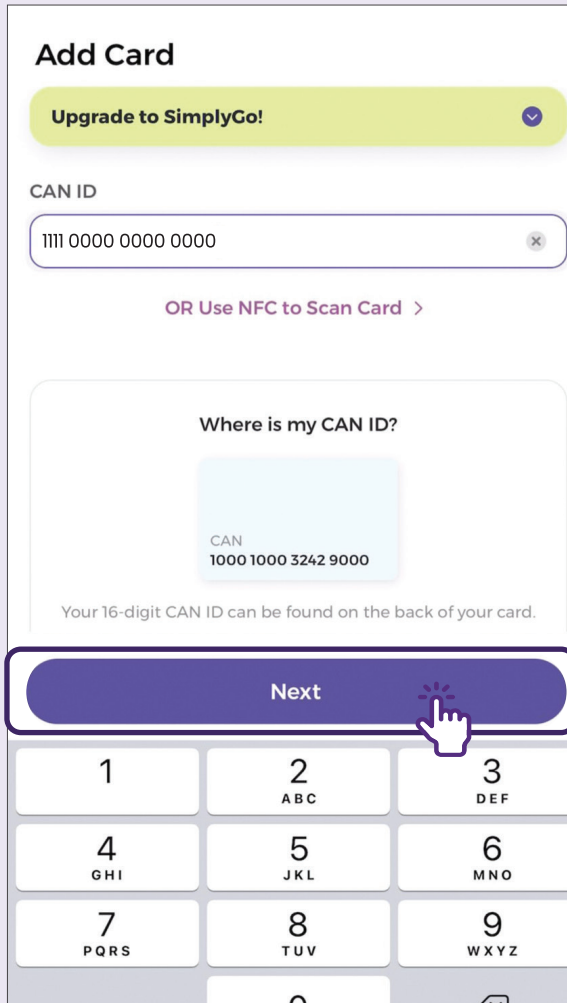 Add Card
Upgrade to SimplyGo!
CAN ID
1111 0000 0000 0000
OR Use NFC to Scan Card >
Where is my CAN ID?
CAN
1000 1000 3242 9000
Your 16-digit CAN ID can be found on the back of your card.
Next
1
2
3
ABC
DEF
4
5
6
GHI
JKL
MNO
7
8
9
PQRS
TUV
WXYZ